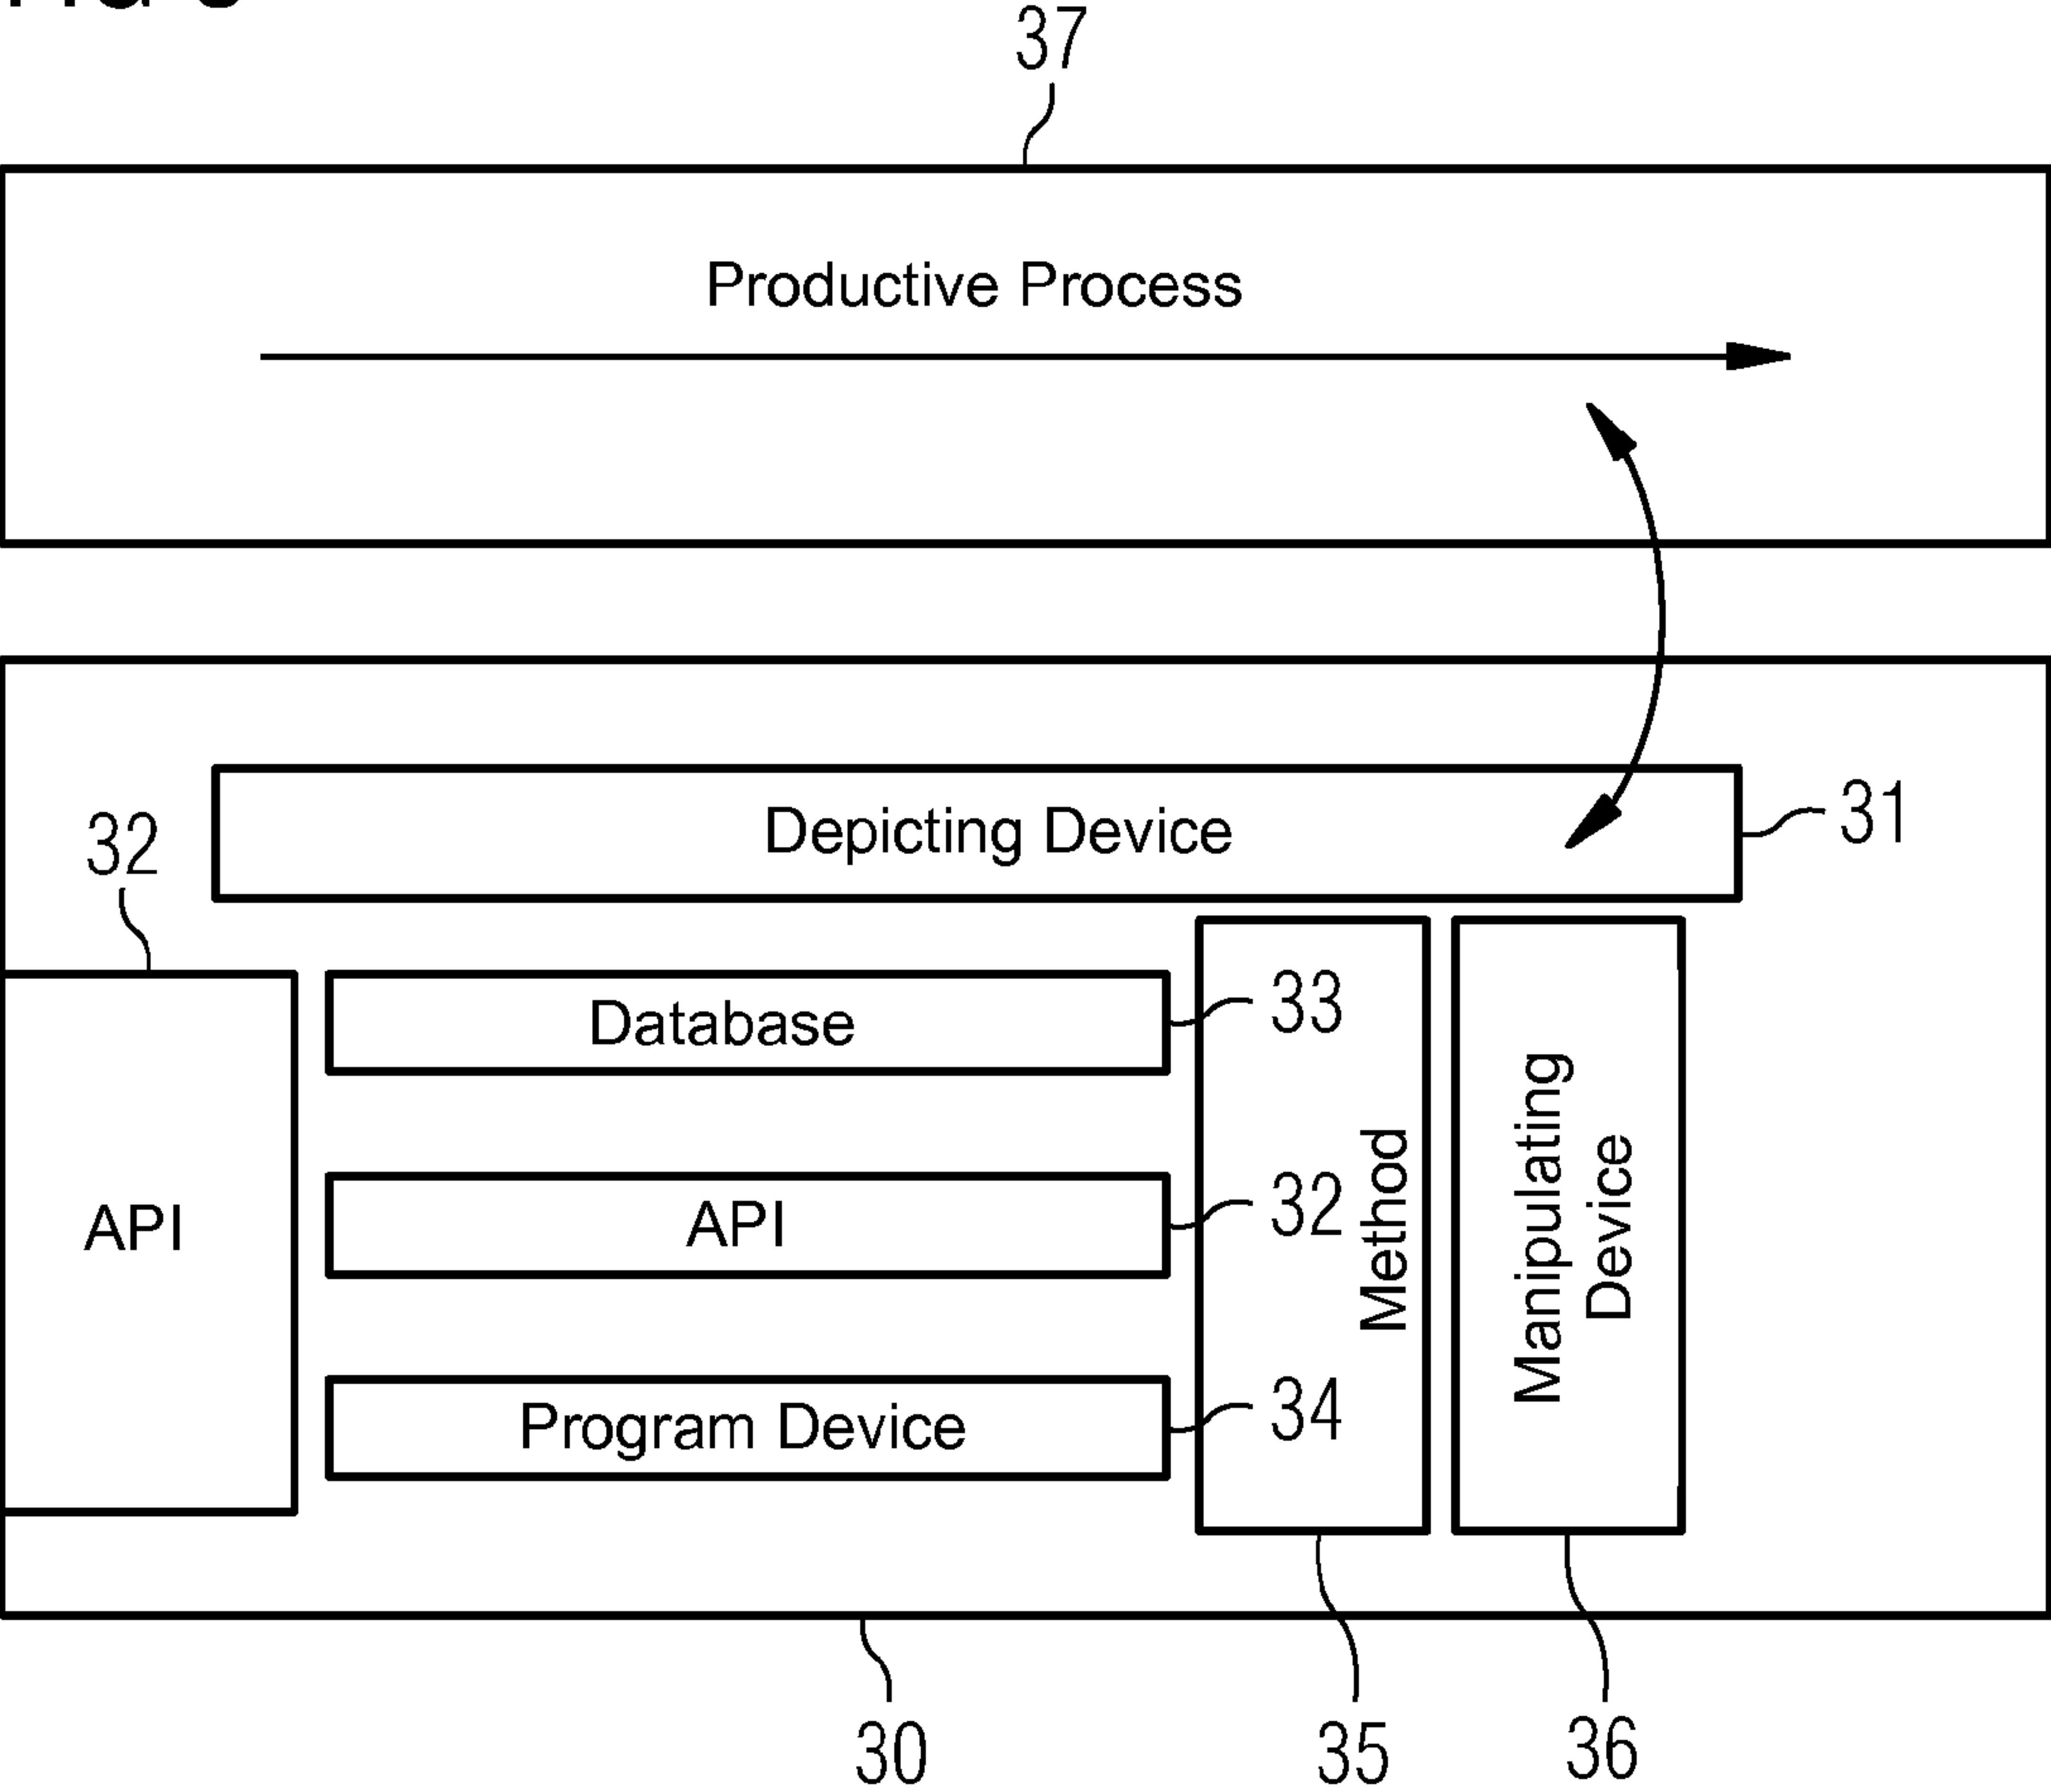 37
Productive Process
Depicting Device
31
32
Database
33
API
API
32
Method
Manipulating
Device
Program Device
34
30
35
36